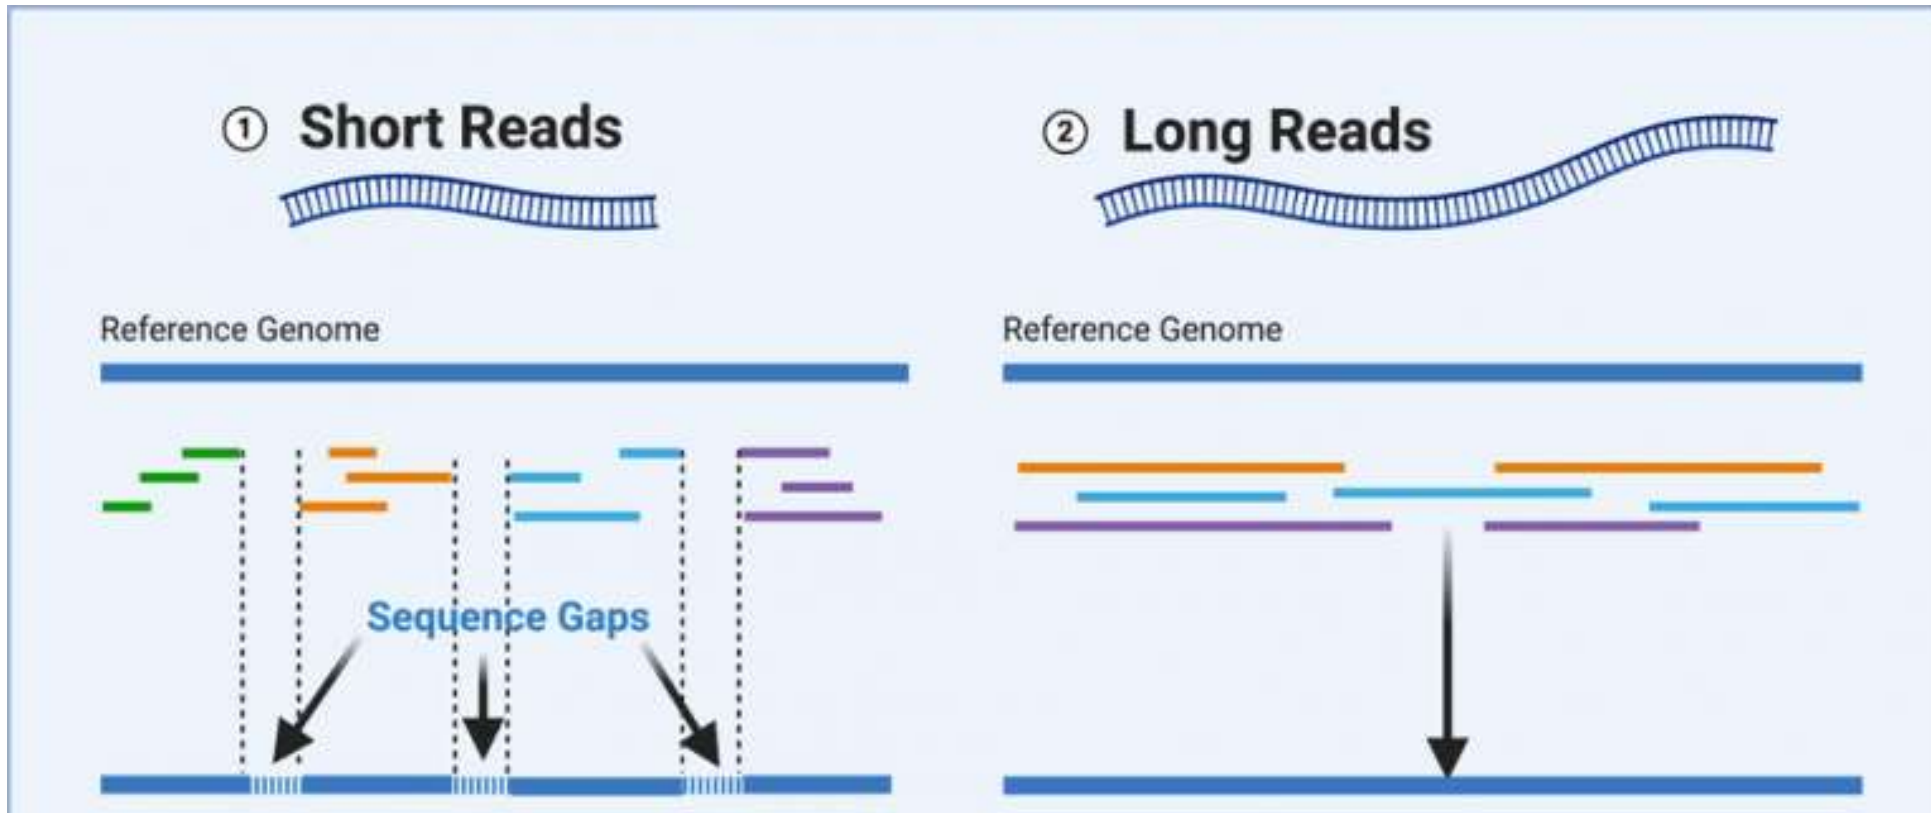 ① Short Reads
Reference Genome
Sequence Gaps
② Long Reads
Reference Genome